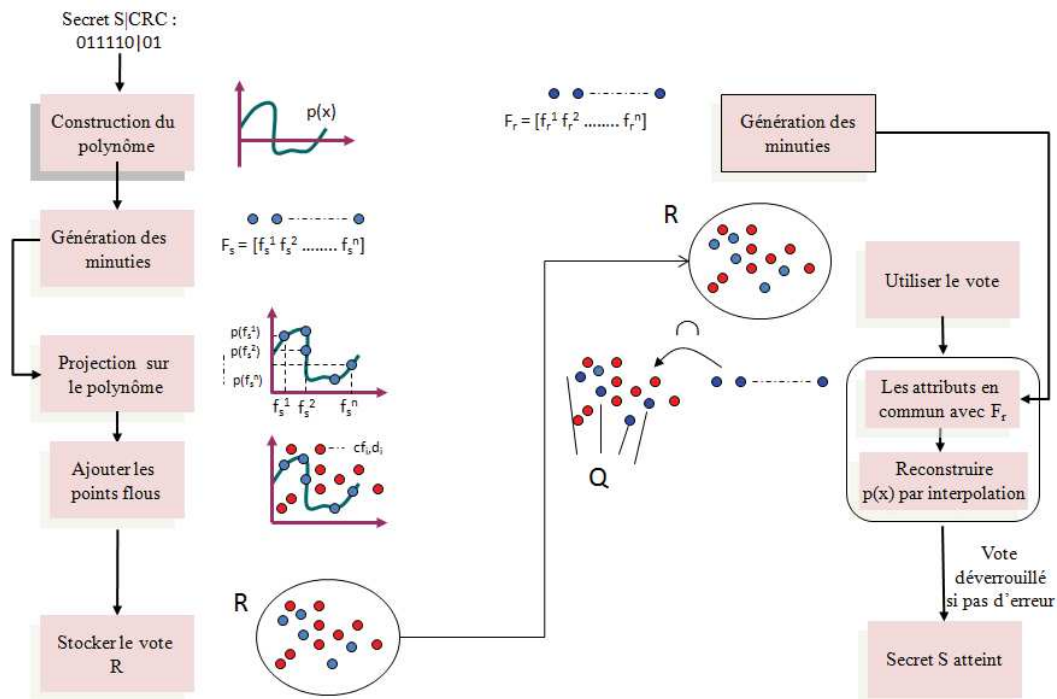 Secret S|CRC :
011110|01
Construction du
polynôme
p(x)
Génération des
minuties
Fs = [fs1 fs2 ........ fsn]
Projection sur
le polynôme
p(fs1)
p(fs2)
p(fsn)
fs1 fs2 fsn
Ajouter les
points flous
cfi,di
Stocker le vote
R
R
Fr = [fr1 fr2 ........ frn]
Génération des
minuties
R
∩
Q
Utiliser le vote
Les attributs en
commun avec Fr
Reconstruire
p(x) par interpolation
Vote
déverrouillé
si pas d'erreur
Secret S atteint